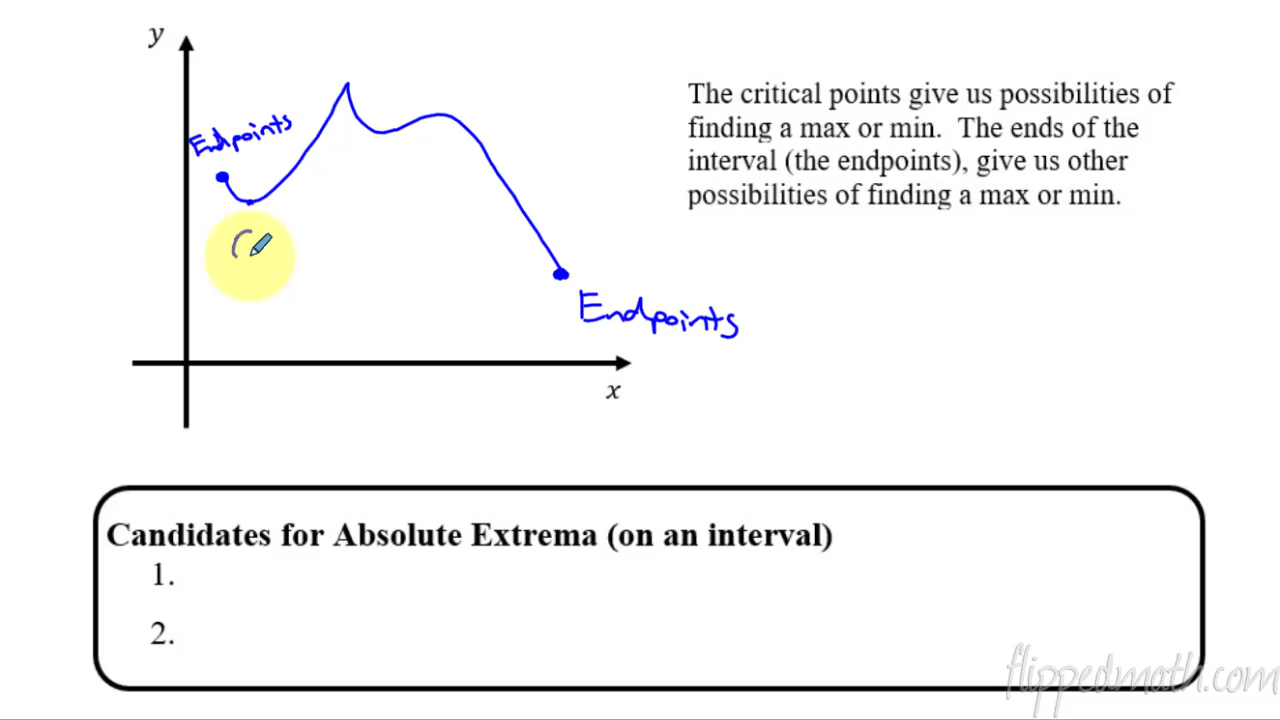 y
Endpoints
The critical points give us possibilities of
finding a max or min. The ends of the
interval (the endpoints), give us other
possibilities of finding a max or min.
Endpoints
x
Candidates for Absolute Extrema (on an interval)
1.
2.
flippedmath.com